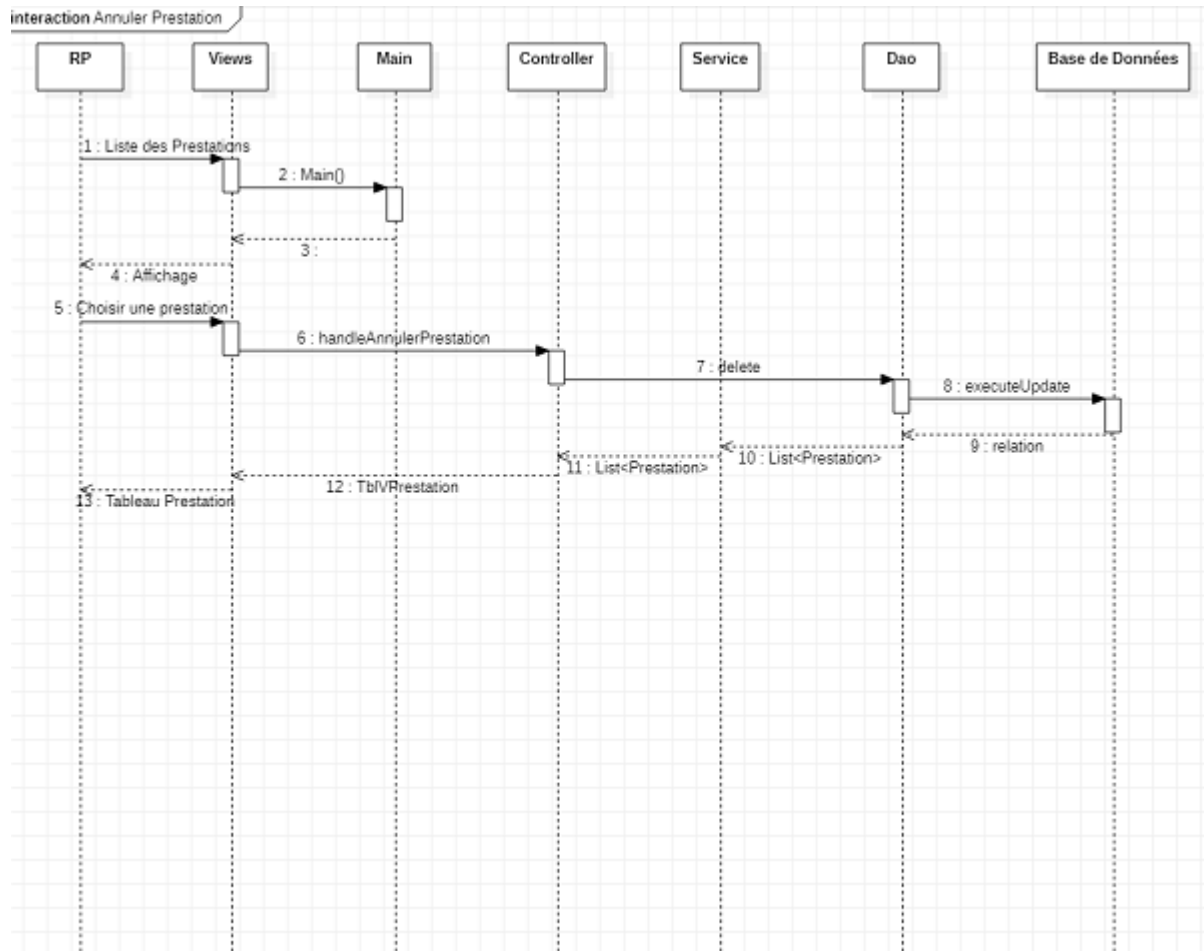 interaction Annuler Prestation
RP
Views
Main
Controller
Service
Dao
Base de Données
1 : Liste des Prestations
2 : Main()
3 :
4 : Affichage
5 : Choisir une prestation
6 : handleAnnulerPrestation
7 : delete
8 : executeUpdate
9 : relation
10 : List<Prestation>
11 : List<Prestation>
12 : TblVPrestation
13 : Tableau Prestation